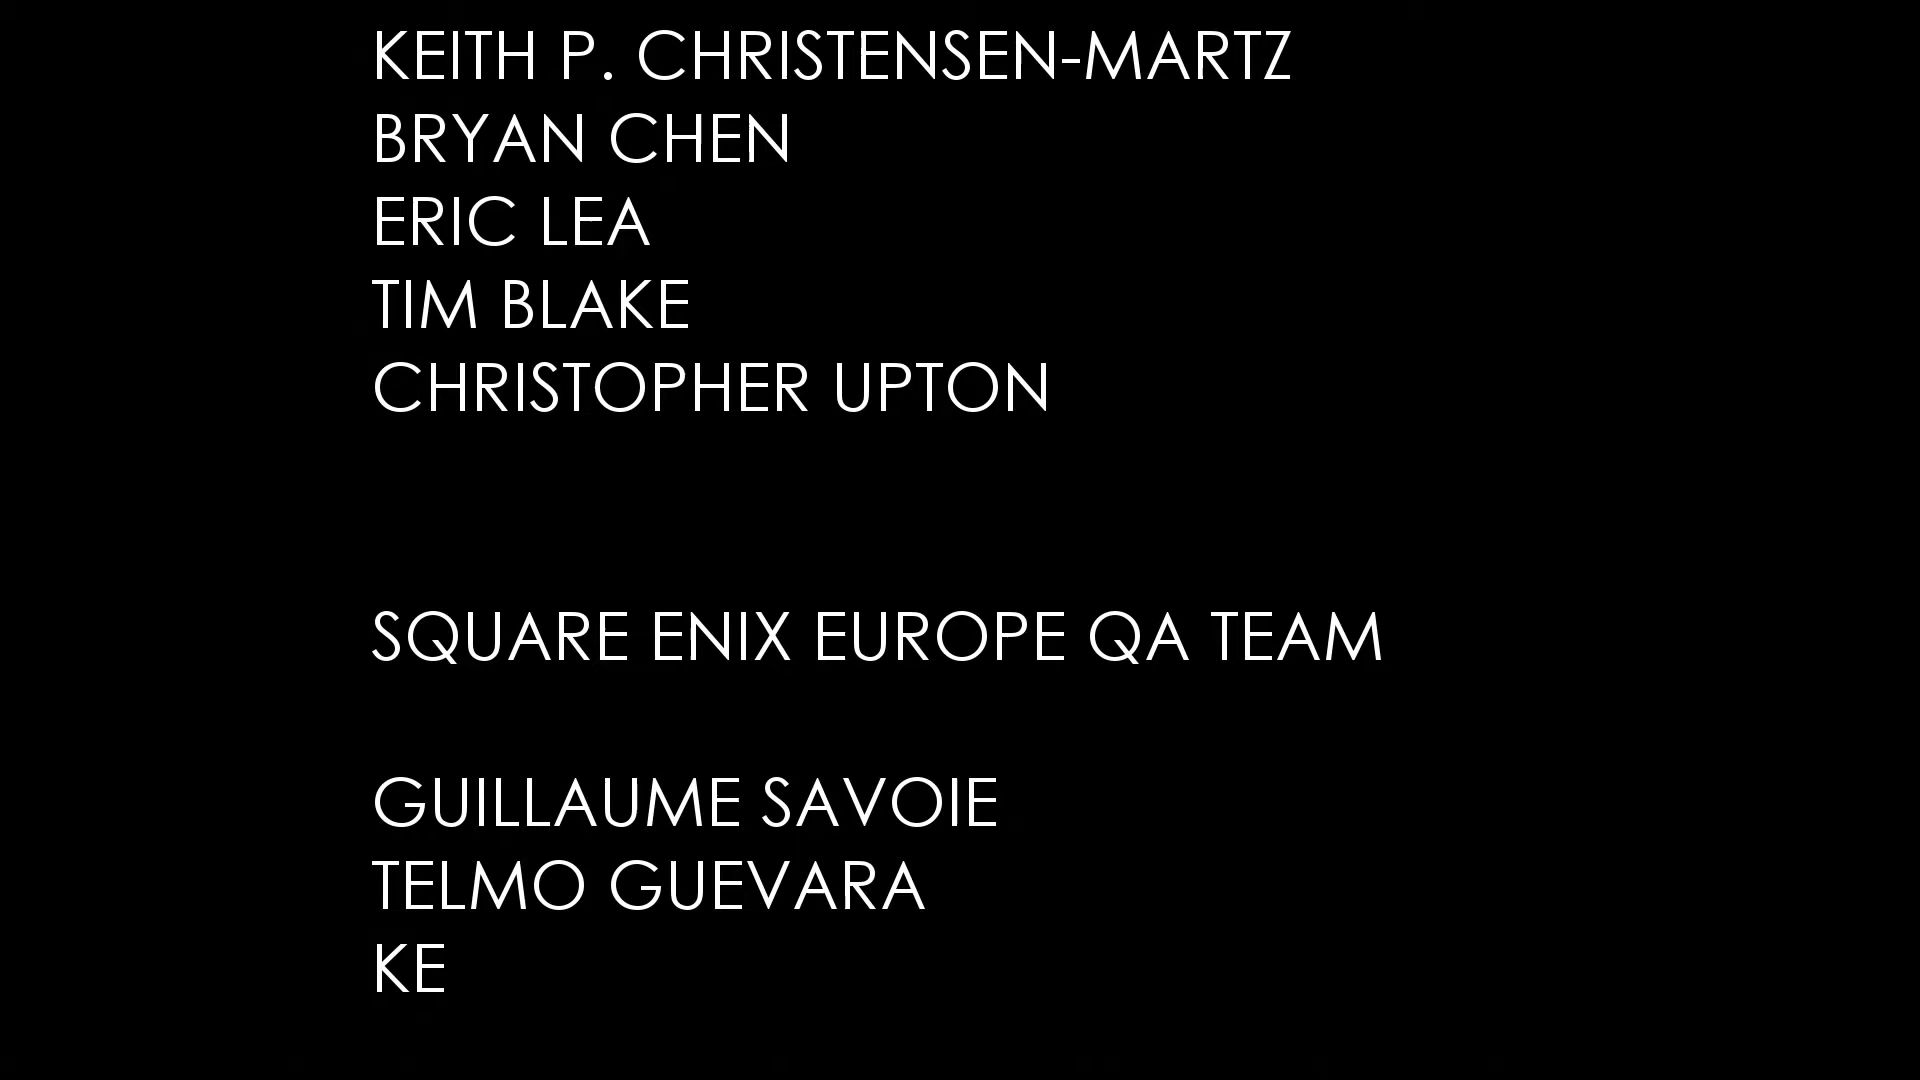 KEITH P. CHRISTENSEN-MARTZ
BRYAN CHEN
ERIC LEA
TIM BLAKE
CHRISTOPHER UPTON
SQUARE ENIX EUROPE QA TEAM
GUILLAUME SAVOIE
TELMO GUEVARA
KE